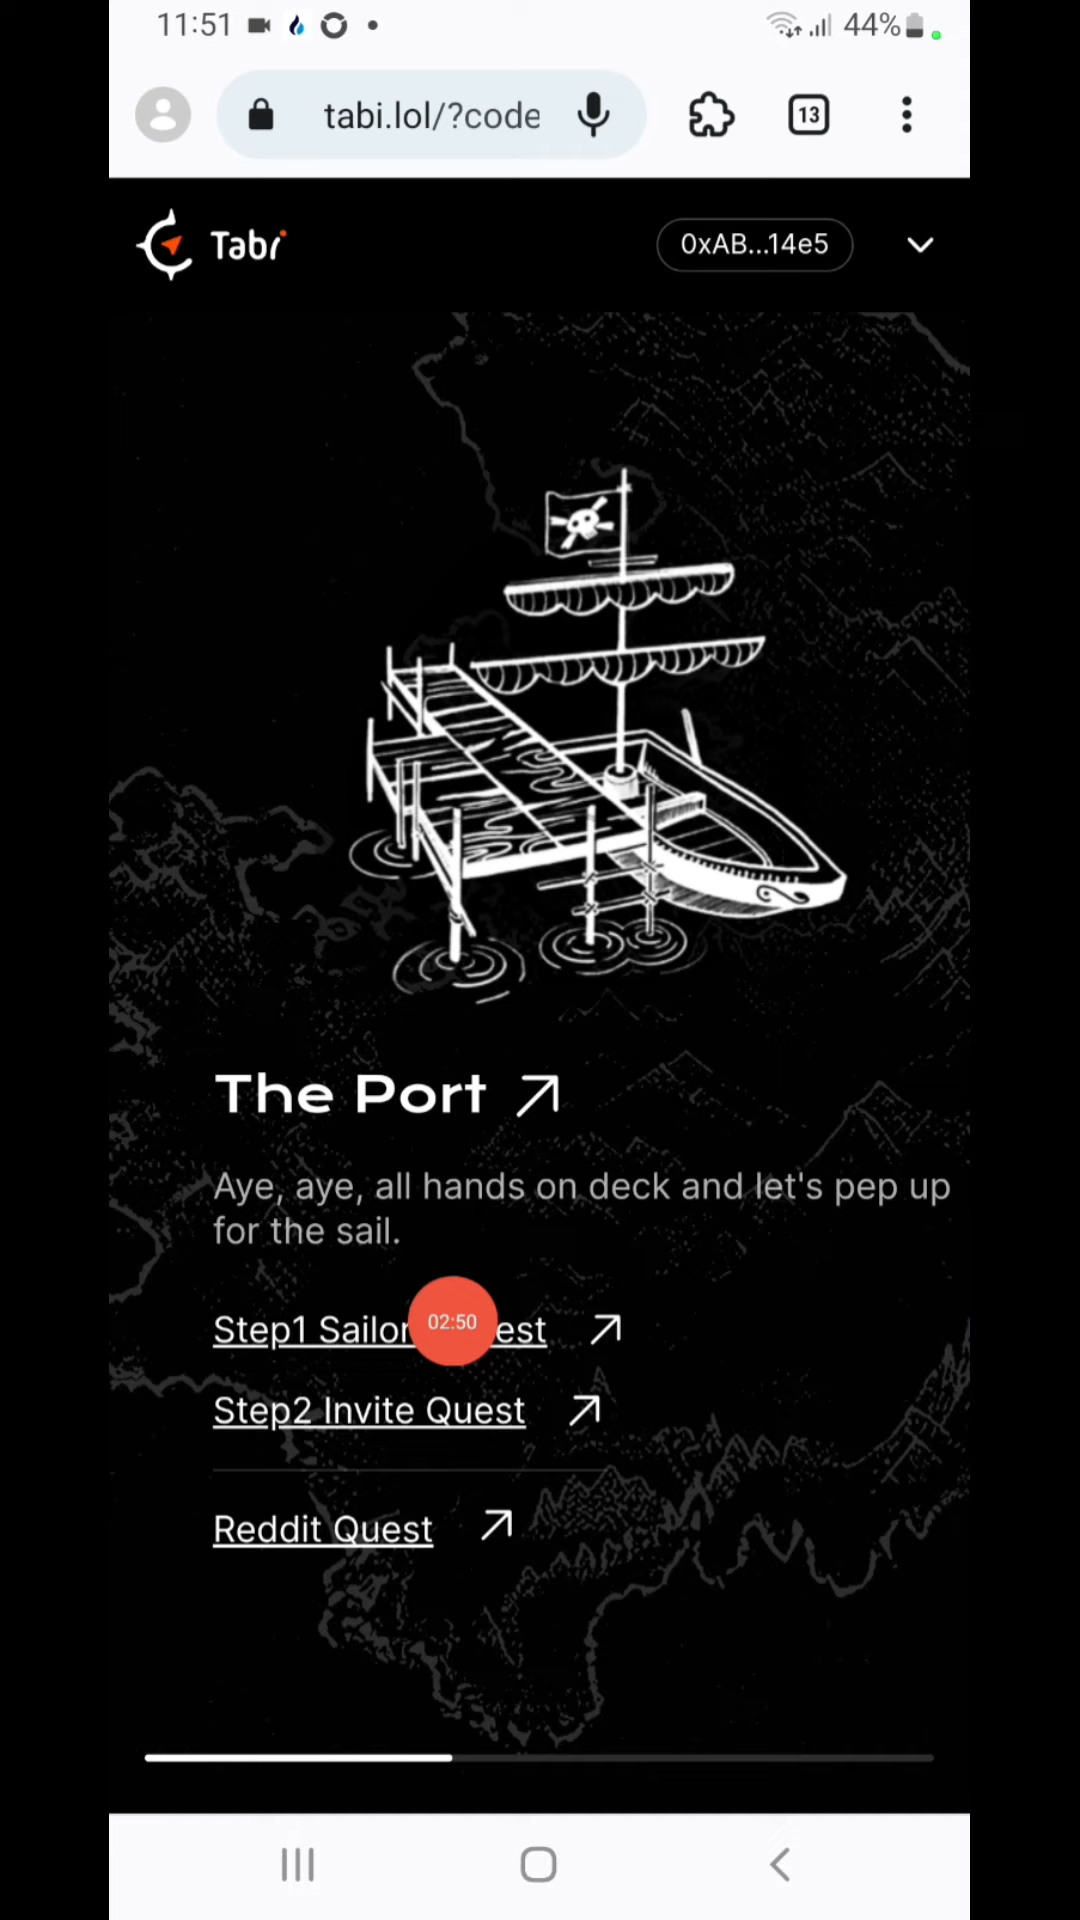 11:51
44%
tabi.lol/?code
13
Tabi
0xAB...14e5
The Port
Aye, aye, all hands on deck and let's pep up
for the sail.
Step1 Sailor
est
02:50
Step2 Invite Quest
Reddit Quest